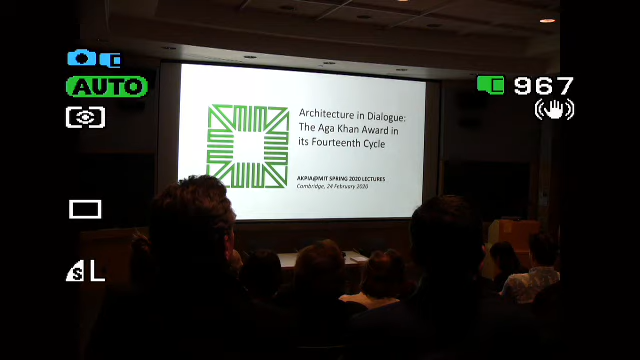 AUTO
967
Architecture in Dialogue:
The Aga Khan Award in
its Fourteenth Cycle
AKPIA@MIT SPRING 2020 LECTURES
Cambridge, 24 February 2020
S L